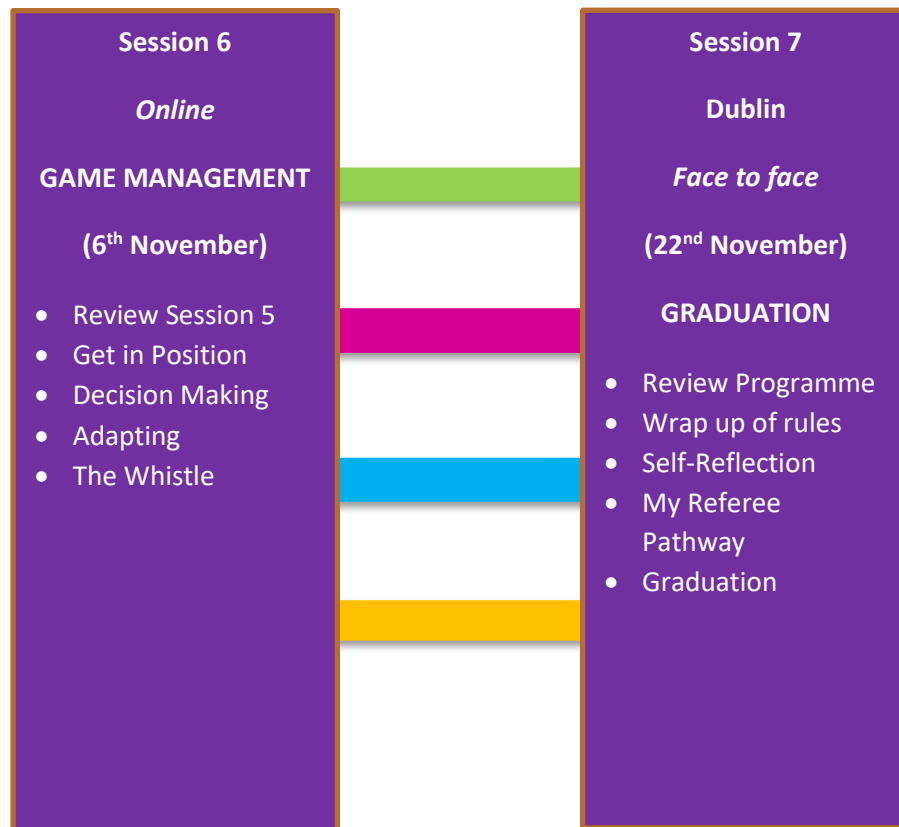 Session 6
Online
GAME MANAGEMENT
(6th November)
• Review Session 5
• Get in Position
• Decision Making
• Adapting
• The Whistle
Session 7
Dublin
Face to face
(22nd November)
GRADUATION
• Review Programme
• Wrap up of rules
• Self-Reflection
• My Referee
Pathway
• Graduation